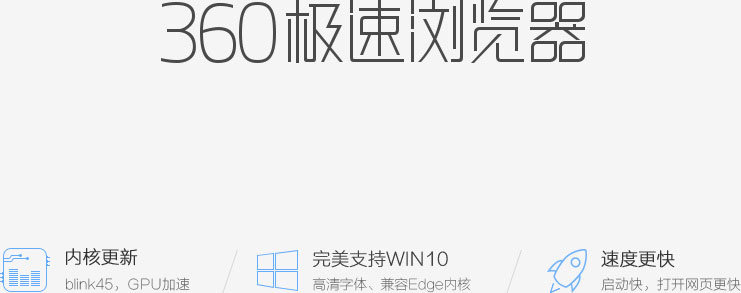 360极速浏览器
内核更新
blink45，GPU加速
完美支持WIN10
高清字体、兼容Edge内核
速度更快
启动快，打开网页更快